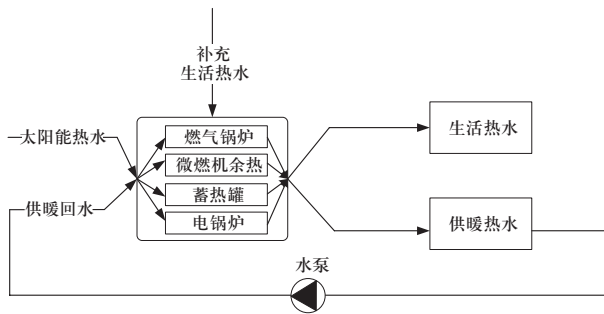 补充
生活热水
太阳能热水
燃气锅炉
微燃机余热
蓄热罐
电锅炉
供暖回水
生活热水
供暖热水
水泵